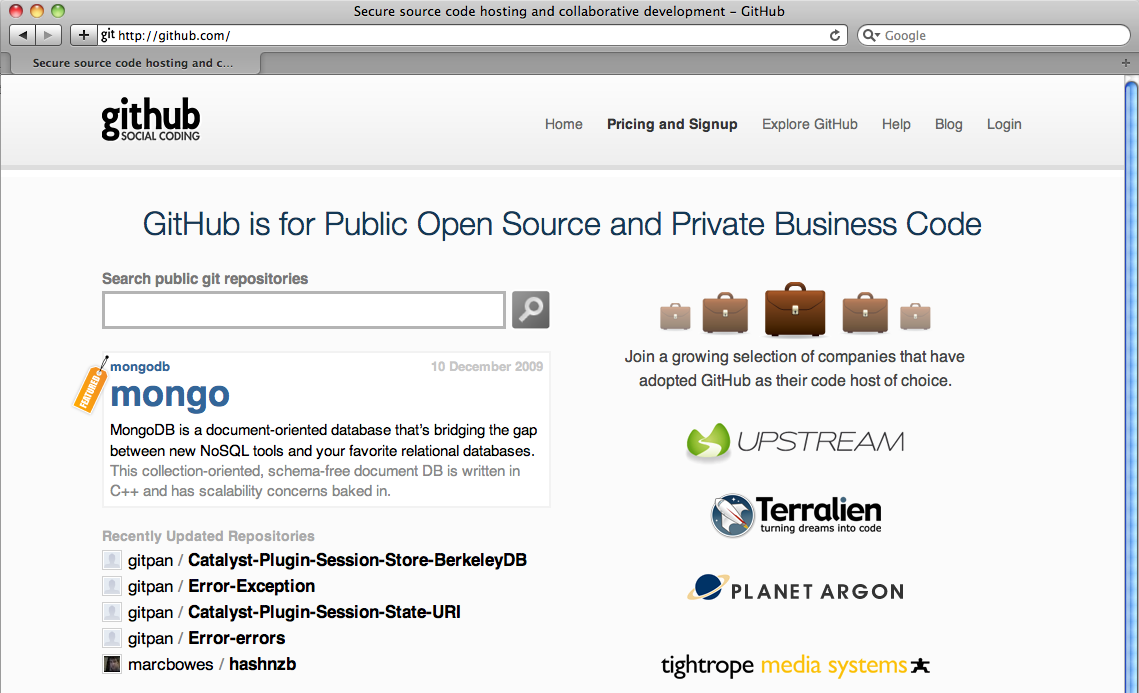 Secure source code hosting and collaborative development – GitHub
git http://github.com/
Google
Secure source code hosting and c...
github
SOCIAL CODING
Home Pricing and Signup Explore GitHub Help Blog Login
GitHub is for Public Open Source and Private Business Code
Search public git repositories
FEATURED
mongodb 10 December 2009
mongo
MongoDB is a document-oriented database that's bridging the gap
between new NoSQL tools and your favorite relational databases.
This collection-oriented, schema-free document DB is written in
C++ and has scalability concerns baked in.
Recently Updated Repositories
gitpan / Catalyst-Plugin-Session-Store-BerkeleyDB
gitpan / Error-Exception
gitpan / Catalyst-Plugin-Session-State-URI
gitpan / Error-errors
marcbowes / hashnzb
Join a growing selection of companies that have
adopted GitHub as their code host of choice.
UPSTREAM
Terralien
turning dreams into code
PLANET ARGON
tightrope media systems